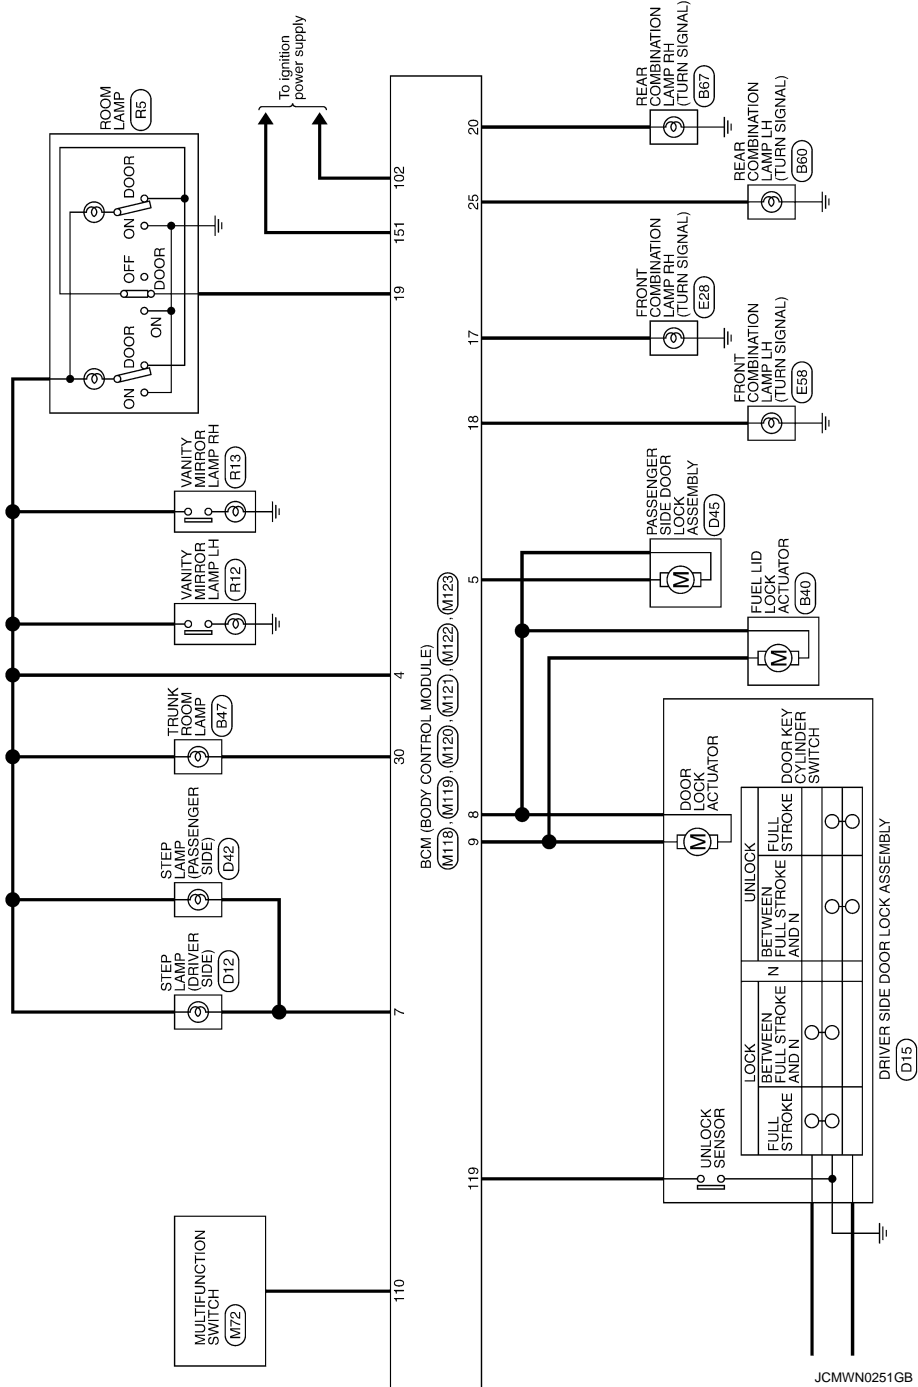 MULTIFUNCTION
SWITCH
M72
STEP
LAMP
(DRIVER
SIDE)
D12
STEP
LAMP
(PASSENGER
SIDE)
D42
TRUNK
ROOM
LAMP
B47
VANITY
MIRROR
LAMP LH
R12
VANITY
MIRROR
LAMP RH
R13
ROOM
LAMP
R5
ON
DOOR
ON
OFF
DOOR
ON
DOOR
To ignition
power supply
110
7
30
4
19
151
102
BCM (BODY CONTROL MODULE)
M118 , M119 , M120 , M121 , M122 , M123
119
9
8
5
18
17
25
20
UNLOCK
SENSOR
LOCK
N
UNLOCK
FULL
STROKE
BETWEEN
FULL STROKE
AND N
BETWEEN
FULL STROKE
AND N
FULL
STROKE
DOOR LOCK
ACTUATOR
M
DOOR KEY
CYLINDER
SWITCH
DRIVER SIDE DOOR LOCK ASSEMBLY
D15
FUEL LID
LOCK
ACTUATOR
B40
M
PASSENGER
SIDE DOOR
LOCK
ASSEMBLY
D45
M
FRONT
COMBINATION
LAMP LH
(TURN SIGNAL)
E58
FRONT
COMBINATION
LAMP RH
(TURN SIGNAL)
E28
REAR
COMBINATION
LAMP LH
(TURN SIGNAL)
B60
REAR
COMBINATION
LAMP RH
(TURN SIGNAL)
B67
JCMWN0251GB